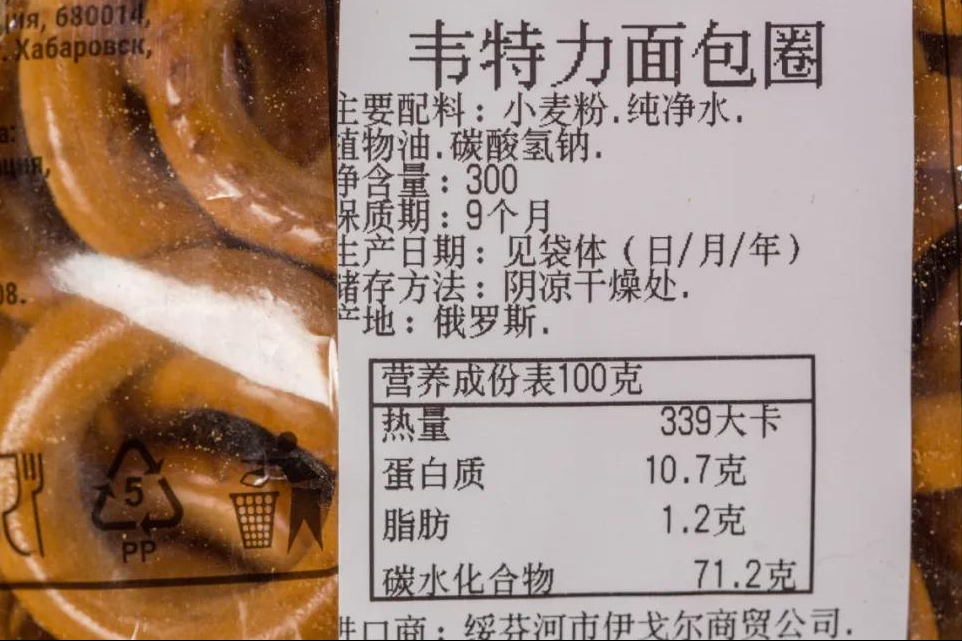 ия, 680014,
. Хабаровск,
а:
ция,
08.
5
PP
韦特力面包圈
主要配料：小麦粉.纯净水.
植物油.碳酸氢钠.
净含量：300
保质期：9个月
生产日期：见袋体（日/月/年）
储存方法：阴凉干燥处.
产地：俄罗斯.
营养成份表100克
热量 339大卡
蛋白质 10.7克
脂肪 1.2克
碳水化合物 71.2克
进口商：绥芬河市伊戈尔商贸公司.